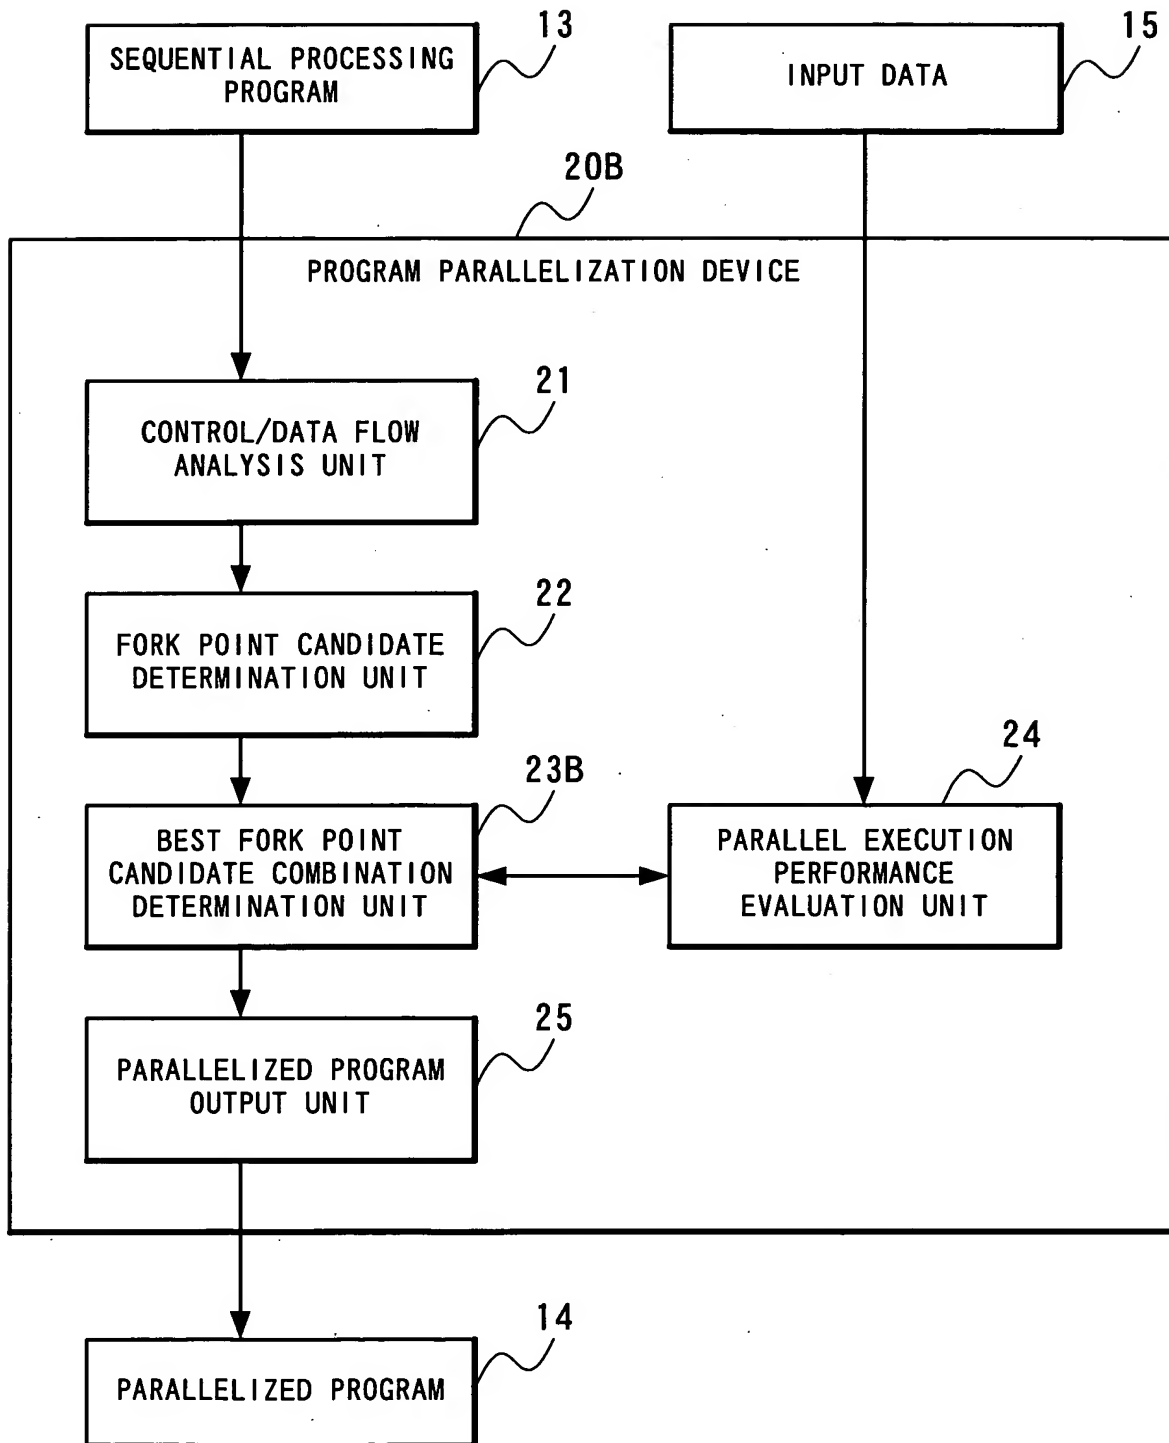 13
SEQUENTIAL PROCESSING
PROGRAM
15
INPUT DATA
20B
PROGRAM PARALLELIZATION DEVICE
21
CONTROL/DATA FLOW
ANALYSIS UNIT
22
FORK POINT CANDIDATE
DETERMINATION UNIT
23B
BEST FORK POINT
CANDIDATE COMBINATION
DETERMINATION UNIT
24
PARALLEL EXECUTION
PERFORMANCE
EVALUATION UNIT
25
PARALLELIZED PROGRAM
OUTPUT UNIT
14
PARALLELIZED PROGRAM